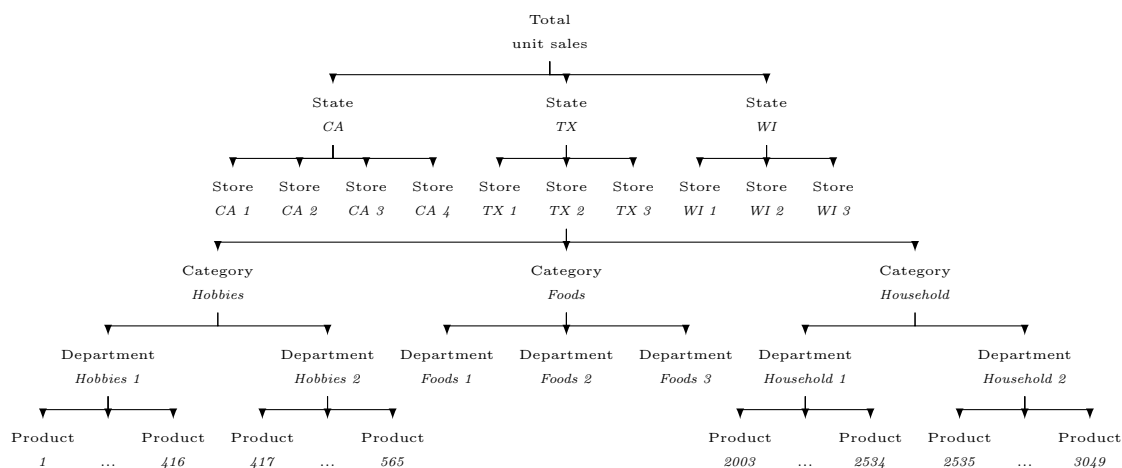 Total
unit sales
State State State
CA TX WI
Store Store Store Store Store Store Store Store Store Store
CA 1 CA 2 CA 3 CA 4 TX 1 TX 2 TX 3 WI 1 WI 2 WI 3
Category Category Category
Hobbies Foods Household
Department Department Department Department Department Department Department
Hobbies 1 Hobbies 2 Foods 1 Foods 2 Foods 3 Household 1 Household 2
Product Product Product Product Product Product Product Product
1 ... 416 417 ... 565 2003 ... 2534 2535 ... 3049